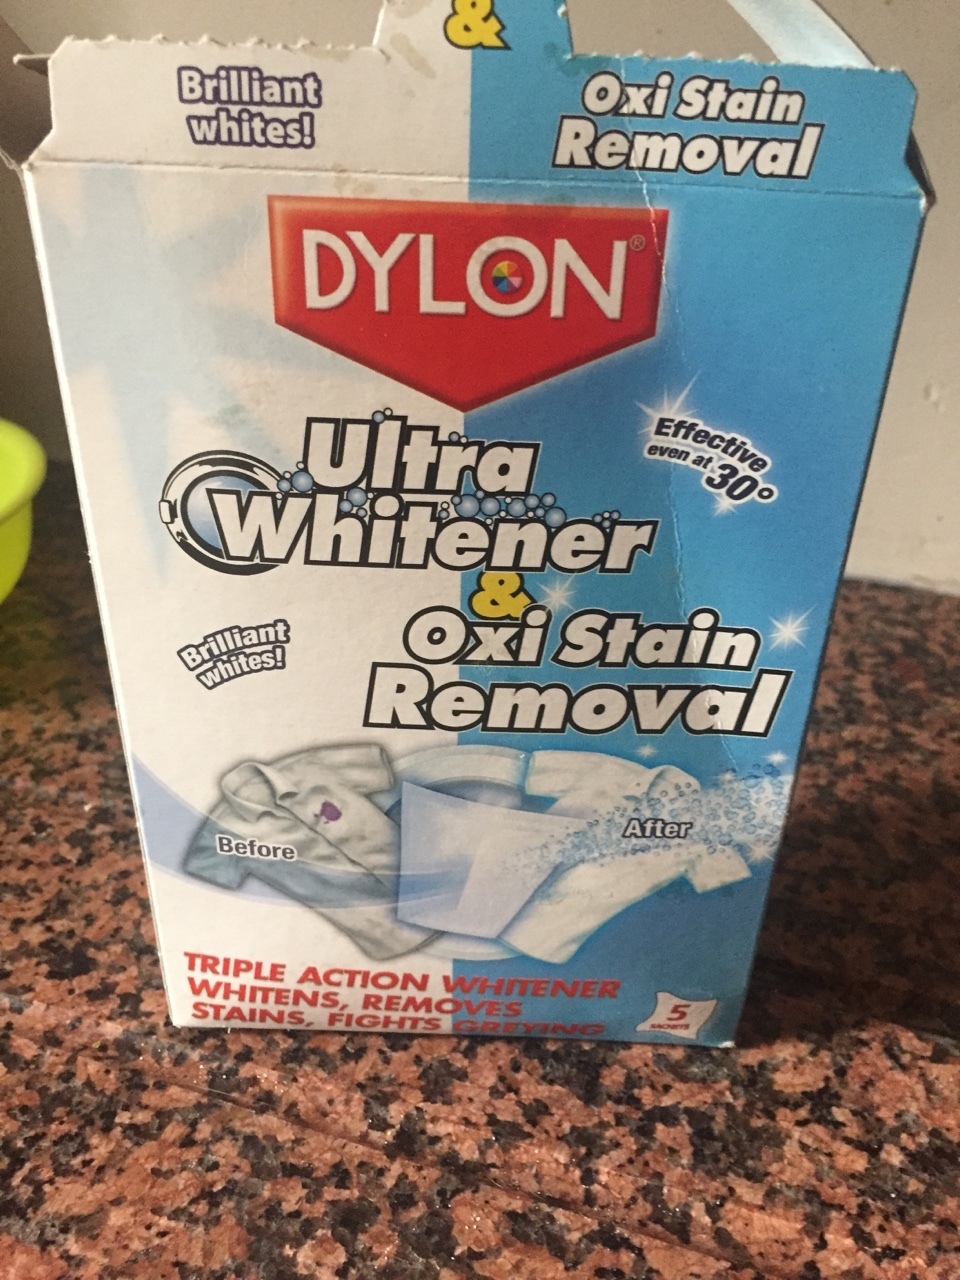 &
Brilliant
whites!
Oxi Stain
Removal
DYLON®
Ultra
Whitener
&
Oxi Stain
Removal
Effective
even at
30°
Brilliant
whites!
Before
After
TRIPLE ACTION WHITENER
WHITENS, REMOVES
STAINS, FIGHTS GREYING
5
SACHETS